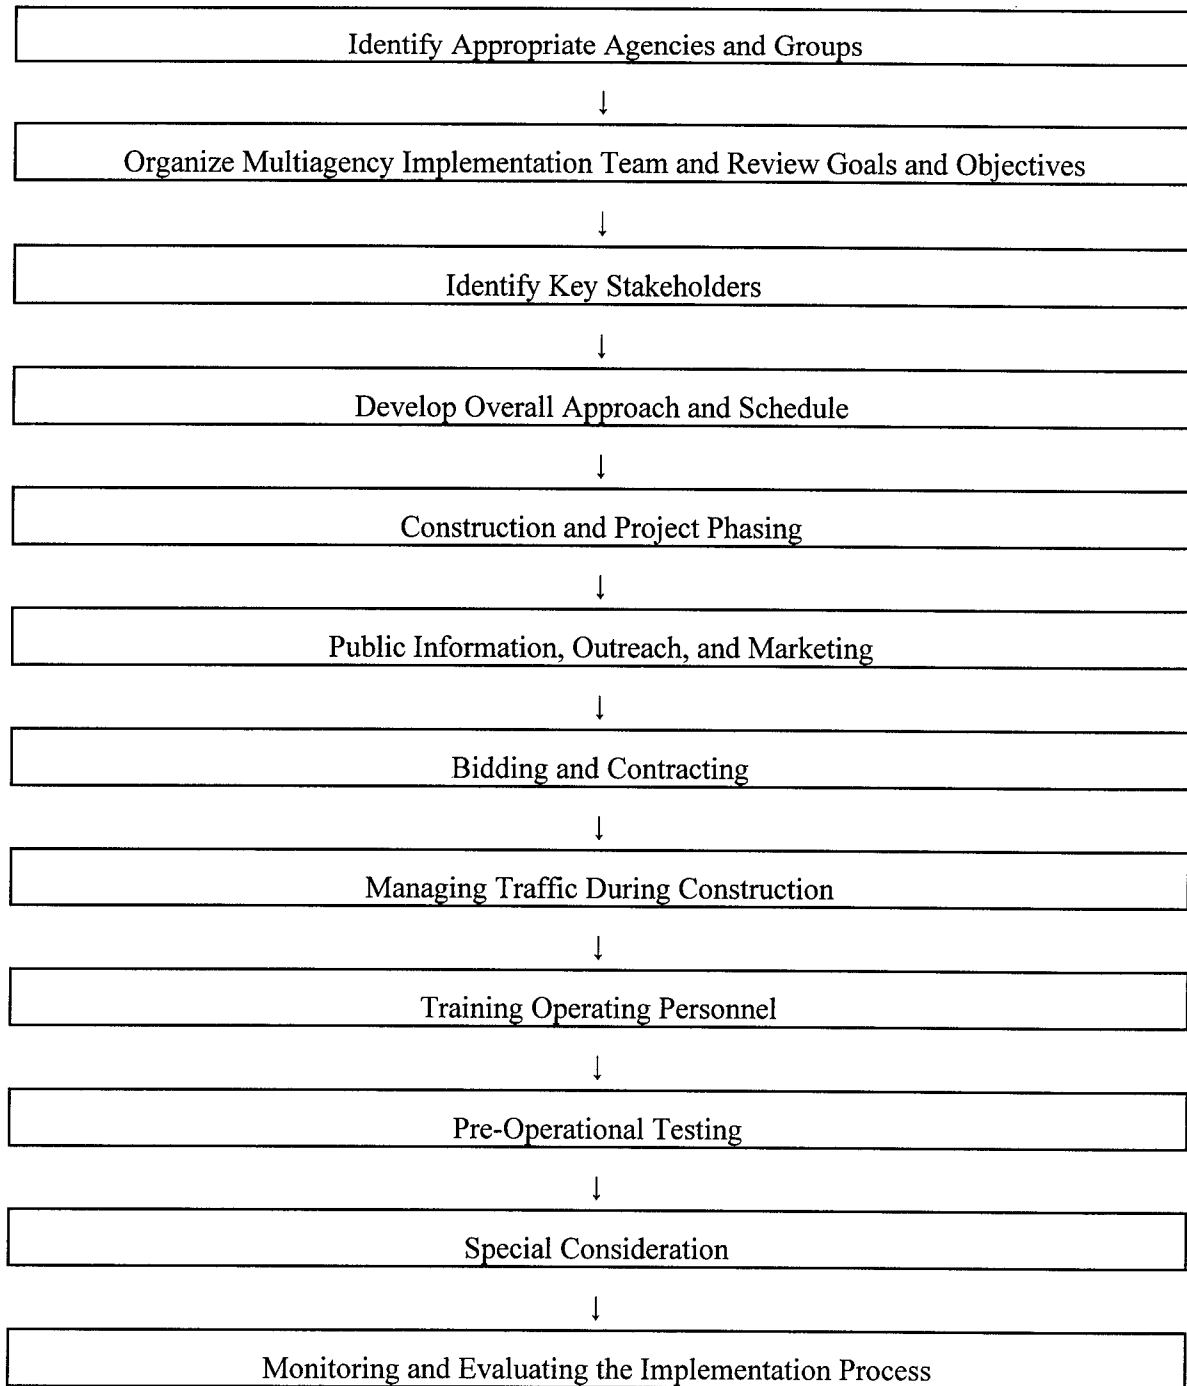 Identify Appropriate Agencies and Groups
↓
Organize Multiagency Implementation Team and Review Goals and Objectives
↓
Identify Key Stakeholders
↓
Develop Overall Approach and Schedule
↓
Construction and Project Phasing
↓
Public Information, Outreach, and Marketing
↓
Bidding and Contracting
↓
Managing Traffic During Construction
↓
Training Operating Personnel
↓
Pre-Operational Testing
↓
Special Consideration
↓
Monitoring and Evaluating the Implementation Process